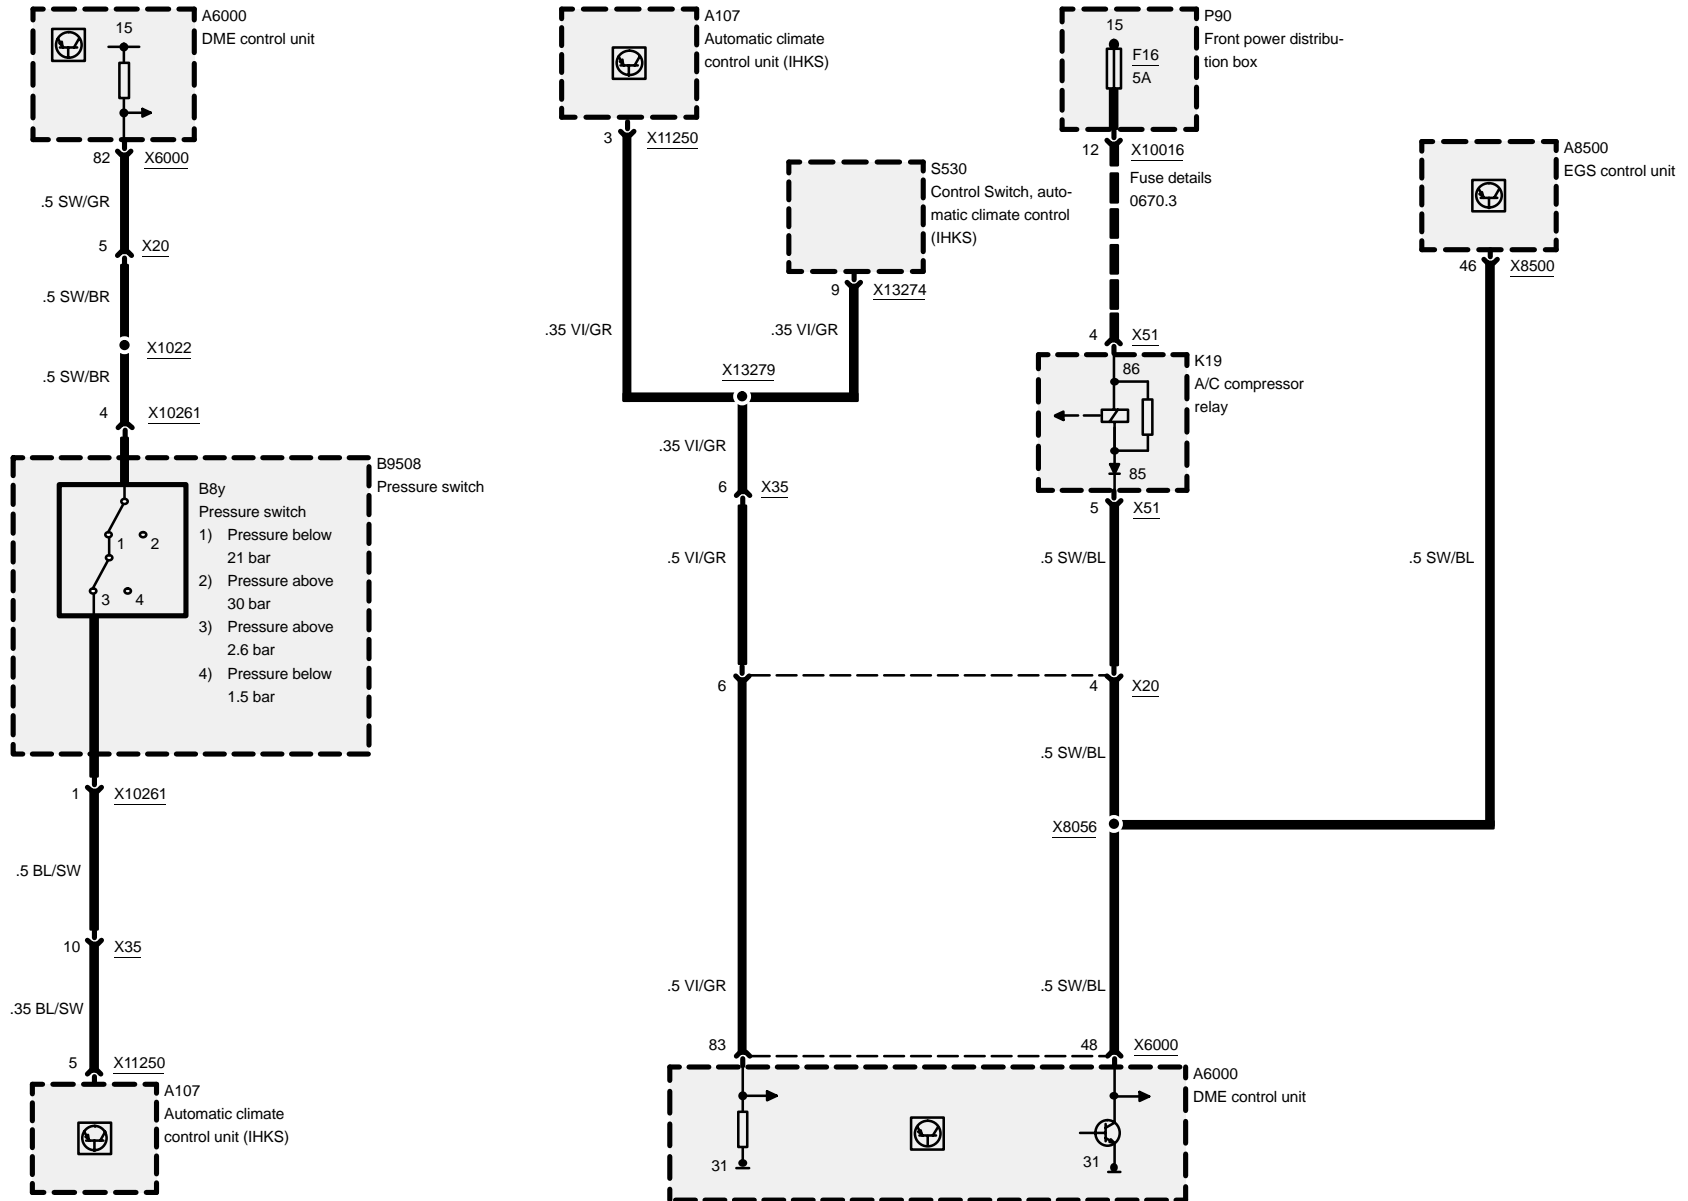 A6000
DME control unit
15
82
X6000
.5 SW/GR
5
X20
.5 SW/BR
X1022
.5 SW/BR
4
X10261
B9508
Pressure switch
B8y
Pressure switch
1) Pressure below
21 bar
2) Pressure above
30 bar
3) Pressure above
2.6 bar
4) Pressure below
1.5 bar
1
2
3
4
1
X10261
.5 BL/SW
10
X35
.35 BL/SW
5
X11250
A107
Automatic climate
control unit (IHKS)
A107
Automatic climate
control unit (IHKS)
3
X11250
S530
Control Switch, auto-
matic climate control
(IHKS)
9
X13274
.35 VI/GR
.35 VI/GR
X13279
.35 VI/GR
6
X35
.5 VI/GR
6
.5 VI/GR
83
P90
Front power distribu-
tion box
15
F16
5A
12
X10016
Fuse details
0670.3
4
X51
K19
A/C compressor
relay
86
85
5
X51
.5 SW/BL
4
X20
.5 SW/BL
X8056
.5 SW/BL
48
X6000
A6000
DME control unit
31
31
A8500
EGS control unit
46
X8500
.5 SW/BL